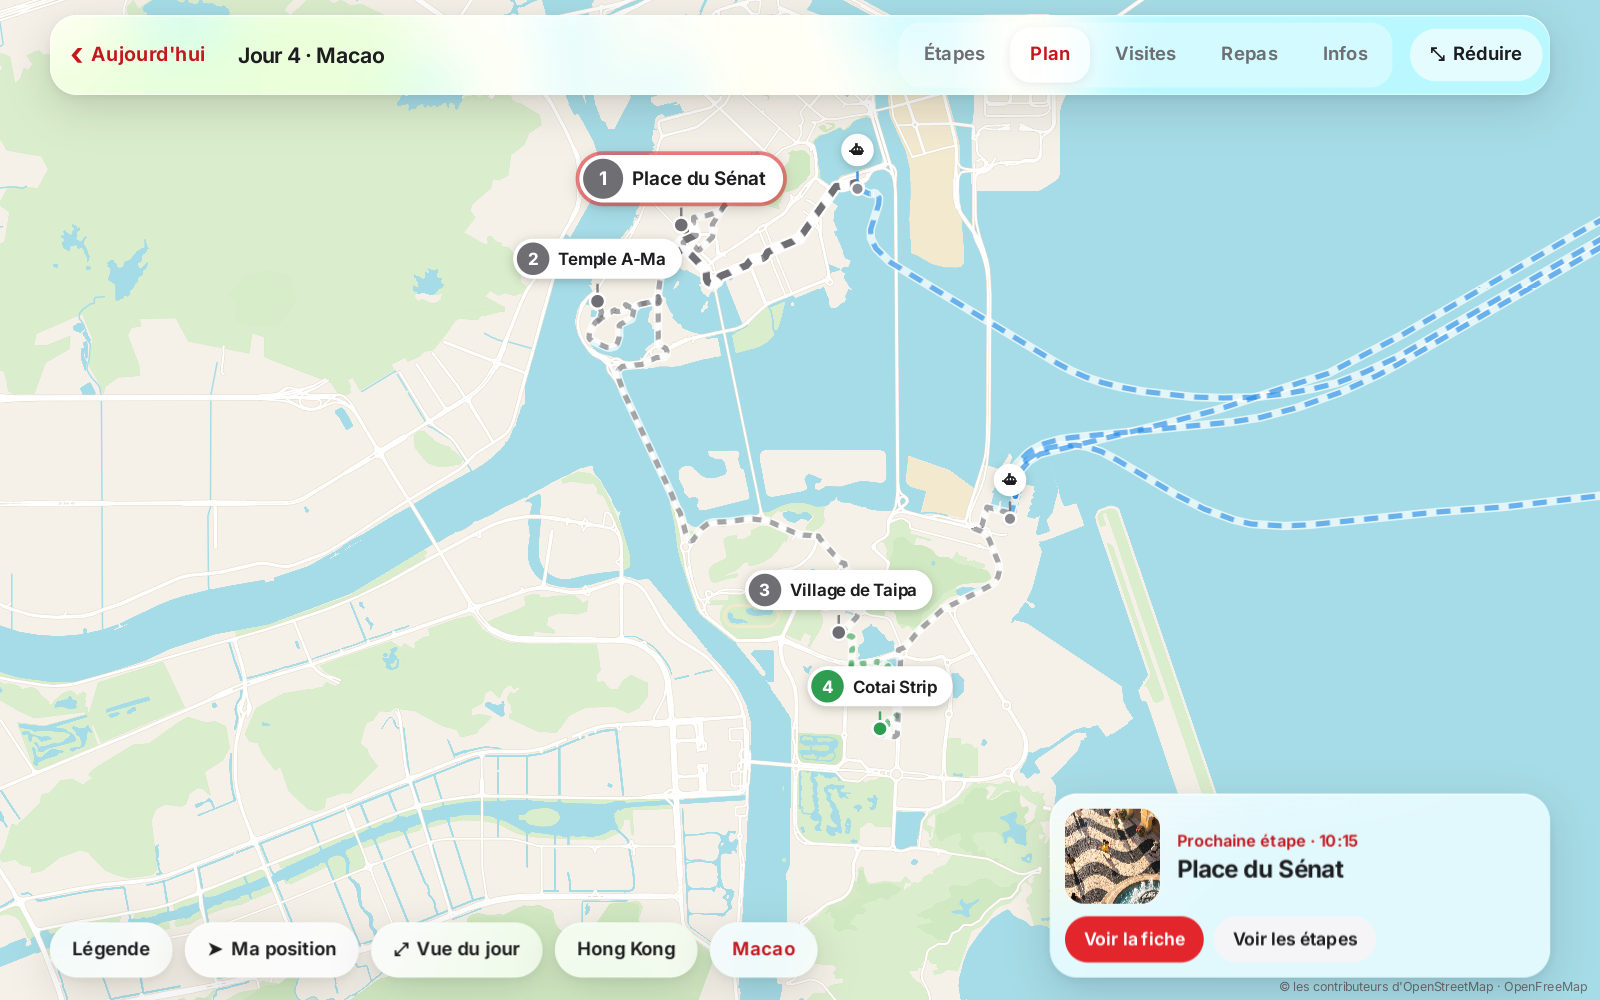 Aujourd'hui
Jour 4 · Macao
Étapes
Plan
Visites
Repas
Infos
Réduire
1 Place du Sénat
2 Temple A-Ma
3 Village de Taipa
4 Cotai Strip
Prochaine étape · 10:15
Place du Sénat
Voir la fiche
Voir les étapes
Légende
Ma position
Vue du jour
Hong Kong
Macao
© les contributeurs d'OpenStreetMap · OpenFreeMap